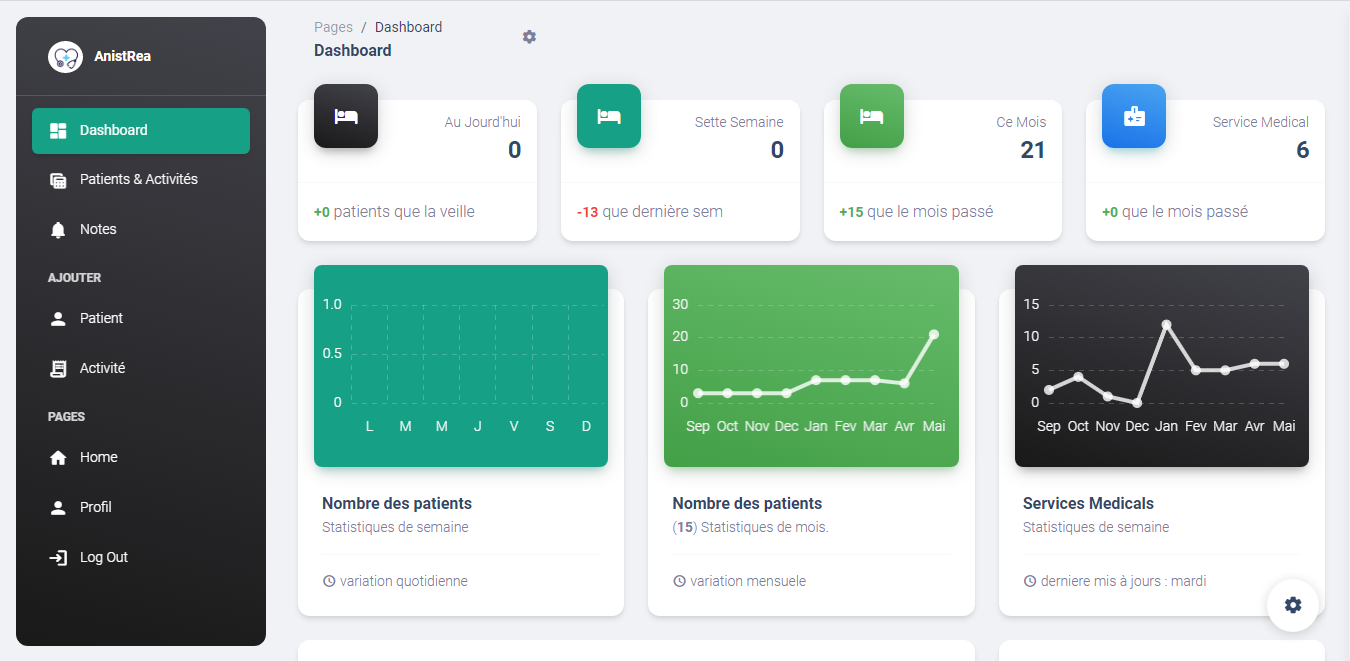 AnistRea
Dashboard
Patients & Activités
Notes
AJOUTER
Patient
Activité
PAGES
Home
Profil
Log Out
Pages / Dashboard
Dashboard
Au Jourd'hui
0
+0 patients que la veille
Sette Semaine
0
-13 que dernière sem
Ce Mois
21
+15 que le mois passé
Service Medical
6
+0 que le mois passé
1.0
0.5
0
L M M J V S D
Nombre des patients
Statistiques de semaine
variation quotidienne
30
20
10
0
Sep Oct Nov Dec Jan Fev Mar Avr Mai
Nombre des patients
(15) Statistiques de mois.
variation mensuele
15
10
5
0
Sep Oct Nov Dec Jan Fev Mar Avr Mai
Services Medicals
Statistiques de semaine
derniere mis à jours : mardi